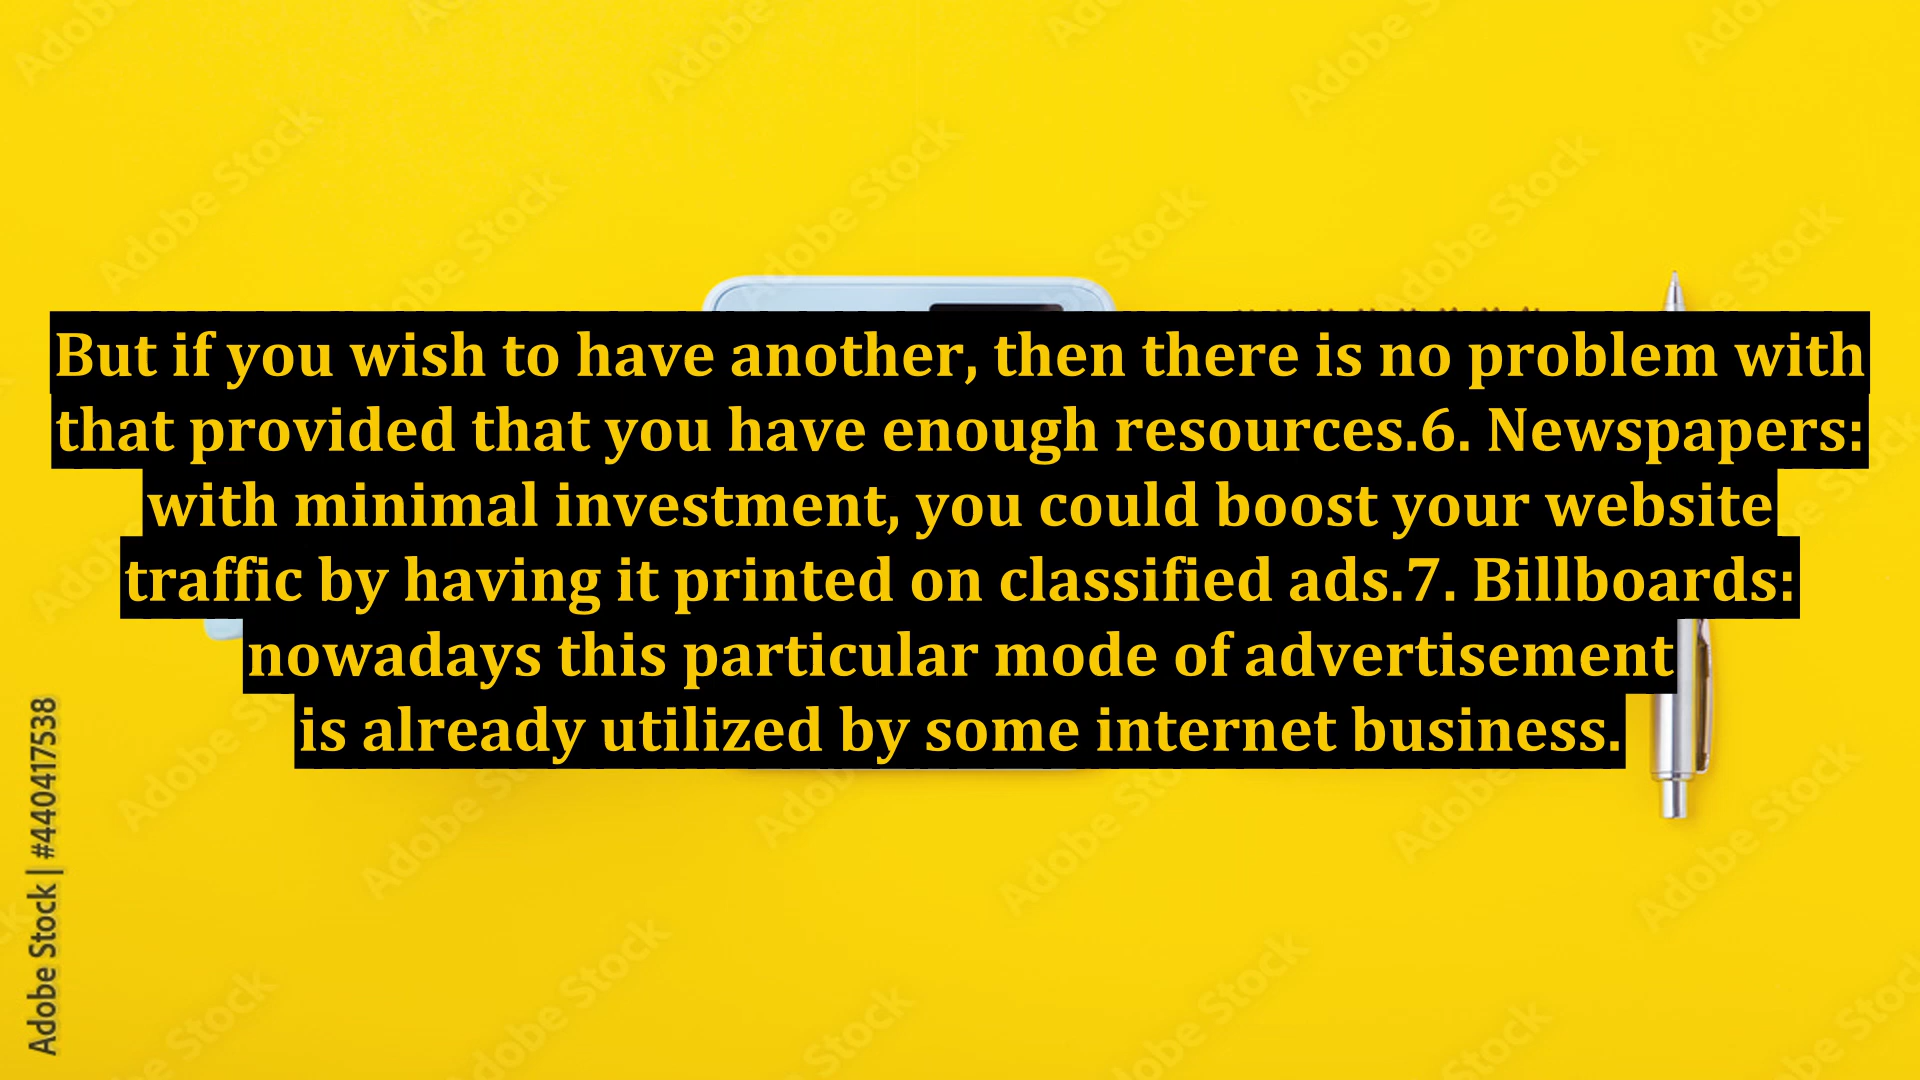 But if you wish to have another, then there is no problem with
that provided that you have enough resources.6. Newspapers:
with minimal investment, you could boost your website
traffic by having it printed on classified ads.7. Billboards:
nowadays this particular mode of advertisement
is already utilized by some internet business.
Adobe Stock | #440417538